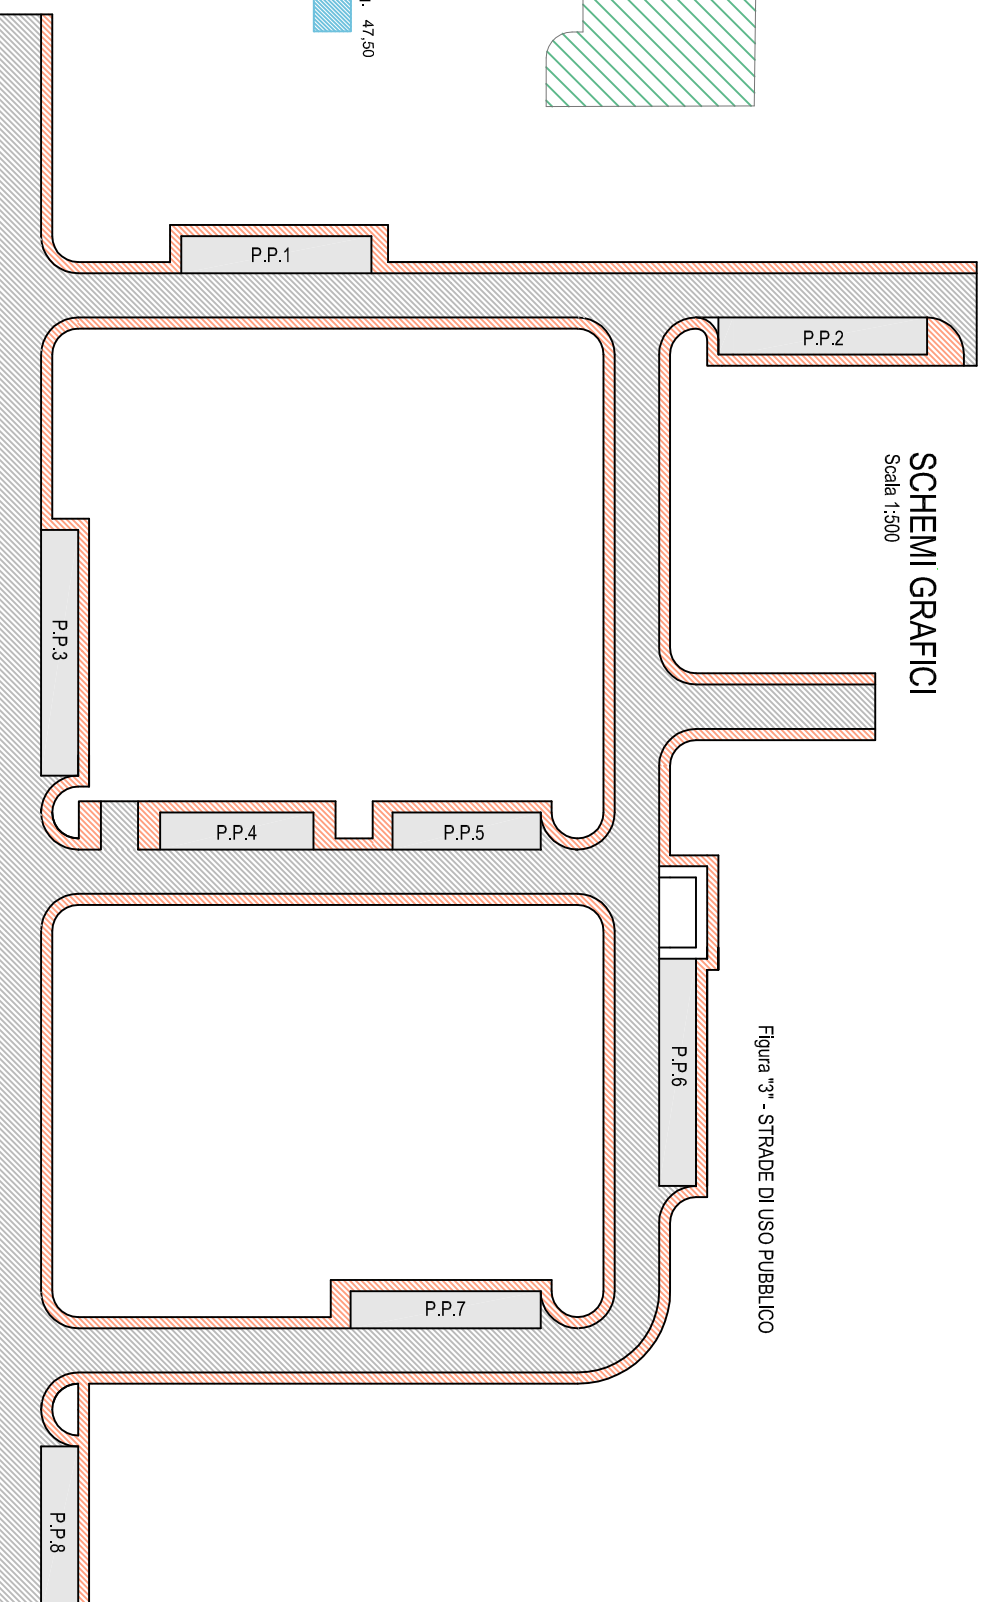 47,50
P.P.1
P.P.2
SCHEMI GRAFICI
Scala 1:500
P.P.3
P.P.4
P.P.5
P.P.6
Figura "3" - STRADE DI USO PUBBLICO
P.P.7
P.P.8